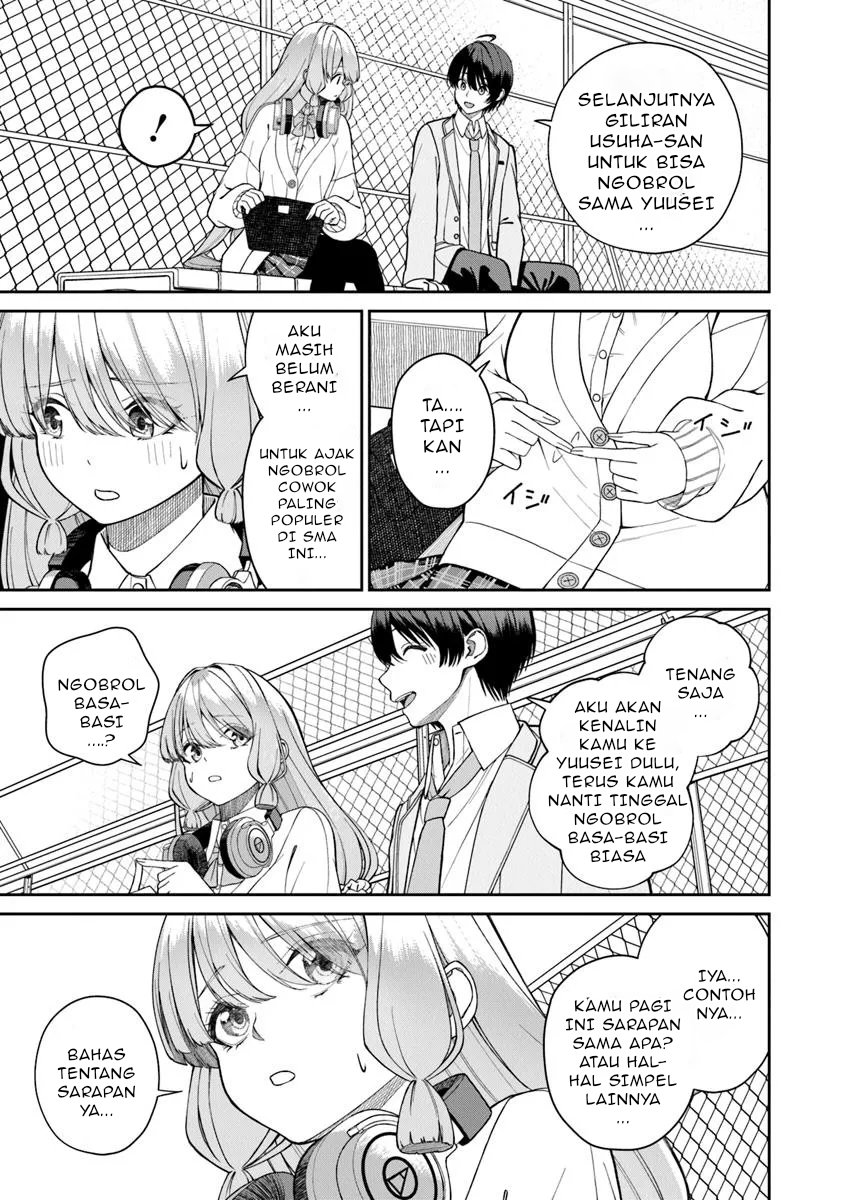 SELANJUTNYA
GILIRAN
USUHA-SAN
UNTUK BISA
NGOBROL
SAMA YUUSEI
...
!
TA....
TAPI
KAN
...
イジ"
イジ"
AKU
MASIH
BELUM
BERANI
...
UNTUK AJAK
NGOBROL
COWOK
PALING
POPULER
DI SMA
INI...
TENANG
SAJA
...
AKU AKAN
KENALIN
KAMU KE
YUUSEI DULU,
TERUS KAMU
NANTI TINGGAL
NGOBROL
BASA-BASI
BIASA
NGOBROL
BASA-
BASI
....?
IYA...
CONTOH
NYA...
KAMU PAGI
INI SARAPAN
SAMA APA?
ATAU HAL-
HAL SIMPEL
LAINNYA
...
BAHAS
TENTANG
SARAPAN
YA...